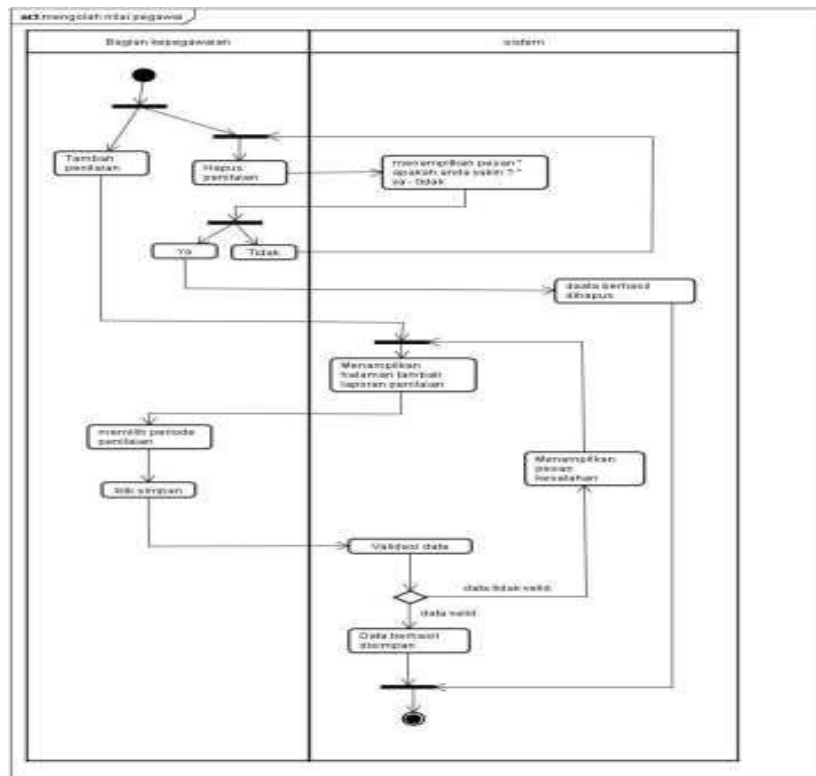 act mengolah nilai pegawai
Bagian kepegawaian
sistem
Tambah
penilaian
Hapus
penilaian
menampilkan pesan "
apakah anda yakin ? "
ya - tidak
Ya
Tidak
daata berhasil
dihapus
Menampilkan
halaman tambah
laporan penilaian
memilih periode
penilaian
klik simpan
Menampilkan
pesan
kesalahan
Validasi data
data tidak valid
data valid
Data berhasil
disimpan